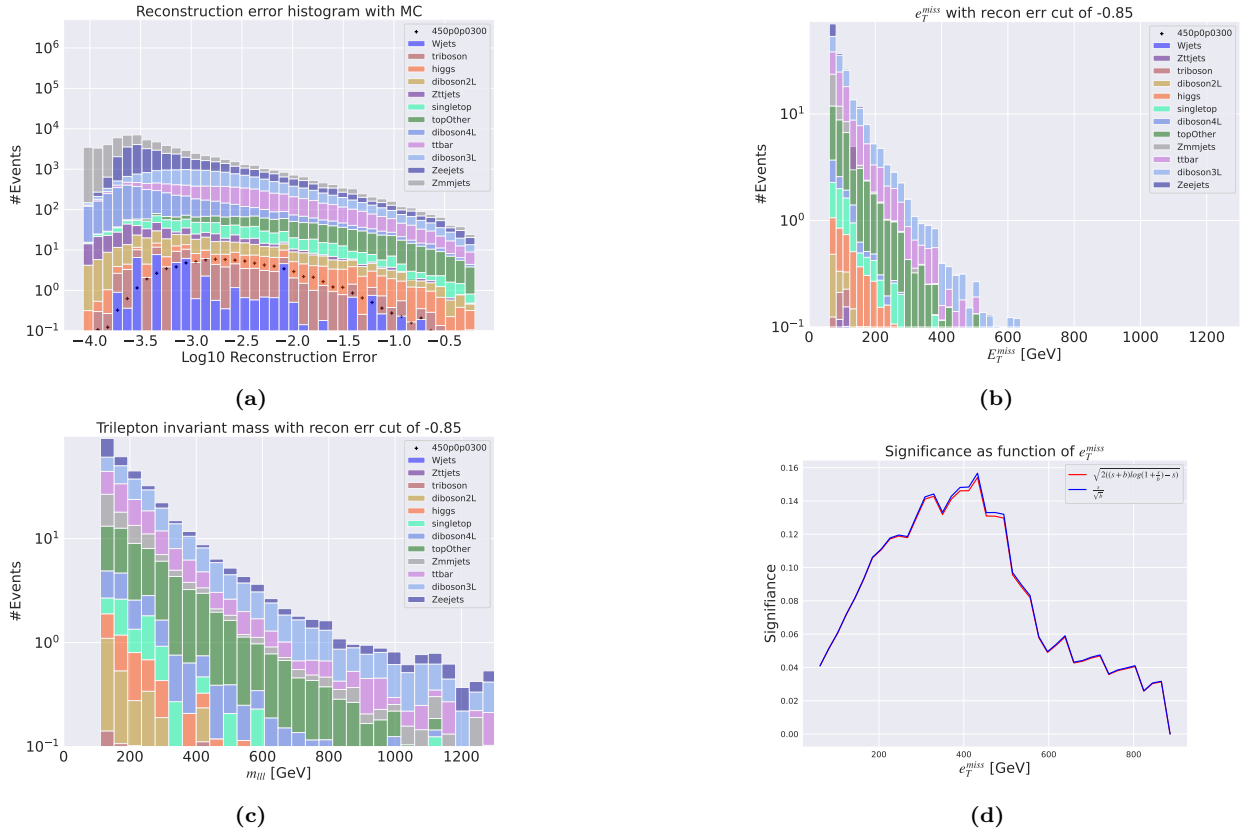 Reconstruction error histogram with MC
#Events
10^6
10^5
10^4
10^3
10^2
10^1
10^0
10^−1
450p0p0300
Wjets
triboson
higgs
diboson2L
Zttjets
singletop
topOther
diboson4L
ttbar
diboson3L
Zeejets
Zmmjets
−4.0 −3.5 −3.0 −2.5 −2.0 −1.5 −1.0 −0.5
Log10 Reconstruction Error
(a)
e_T^miss with recon err cut of -0.85
#Events
10^1
10^0
10^−1
450p0p0300
Wjets
Zttjets
triboson
diboson2L
higgs
singletop
diboson4L
topOther
Zmmjets
ttbar
diboson3L
Zeejets
0 200 400 600 800 1000 1200
E_T^miss [GeV]
(b)
Trilepton invariant mass with recon err cut of -0.85
#Events
10^1
10^0
10^−1
450p0p0300
Wjets
Zttjets
triboson
diboson2L
higgs
singletop
diboson4L
topOther
Zmmjets
ttbar
diboson3L
Zeejets
0 200 400 600 800 1000 1200
m_lll [GeV]
(c)
Significance as function of e_T^miss
Signifiance
0.16
0.14
0.12
0.10
0.08
0.06
0.04
0.02
0.00
√2((s+b)log(1+s/b)−s)
s/√b
200 400 600 800
e_T^miss [GeV]
(d)